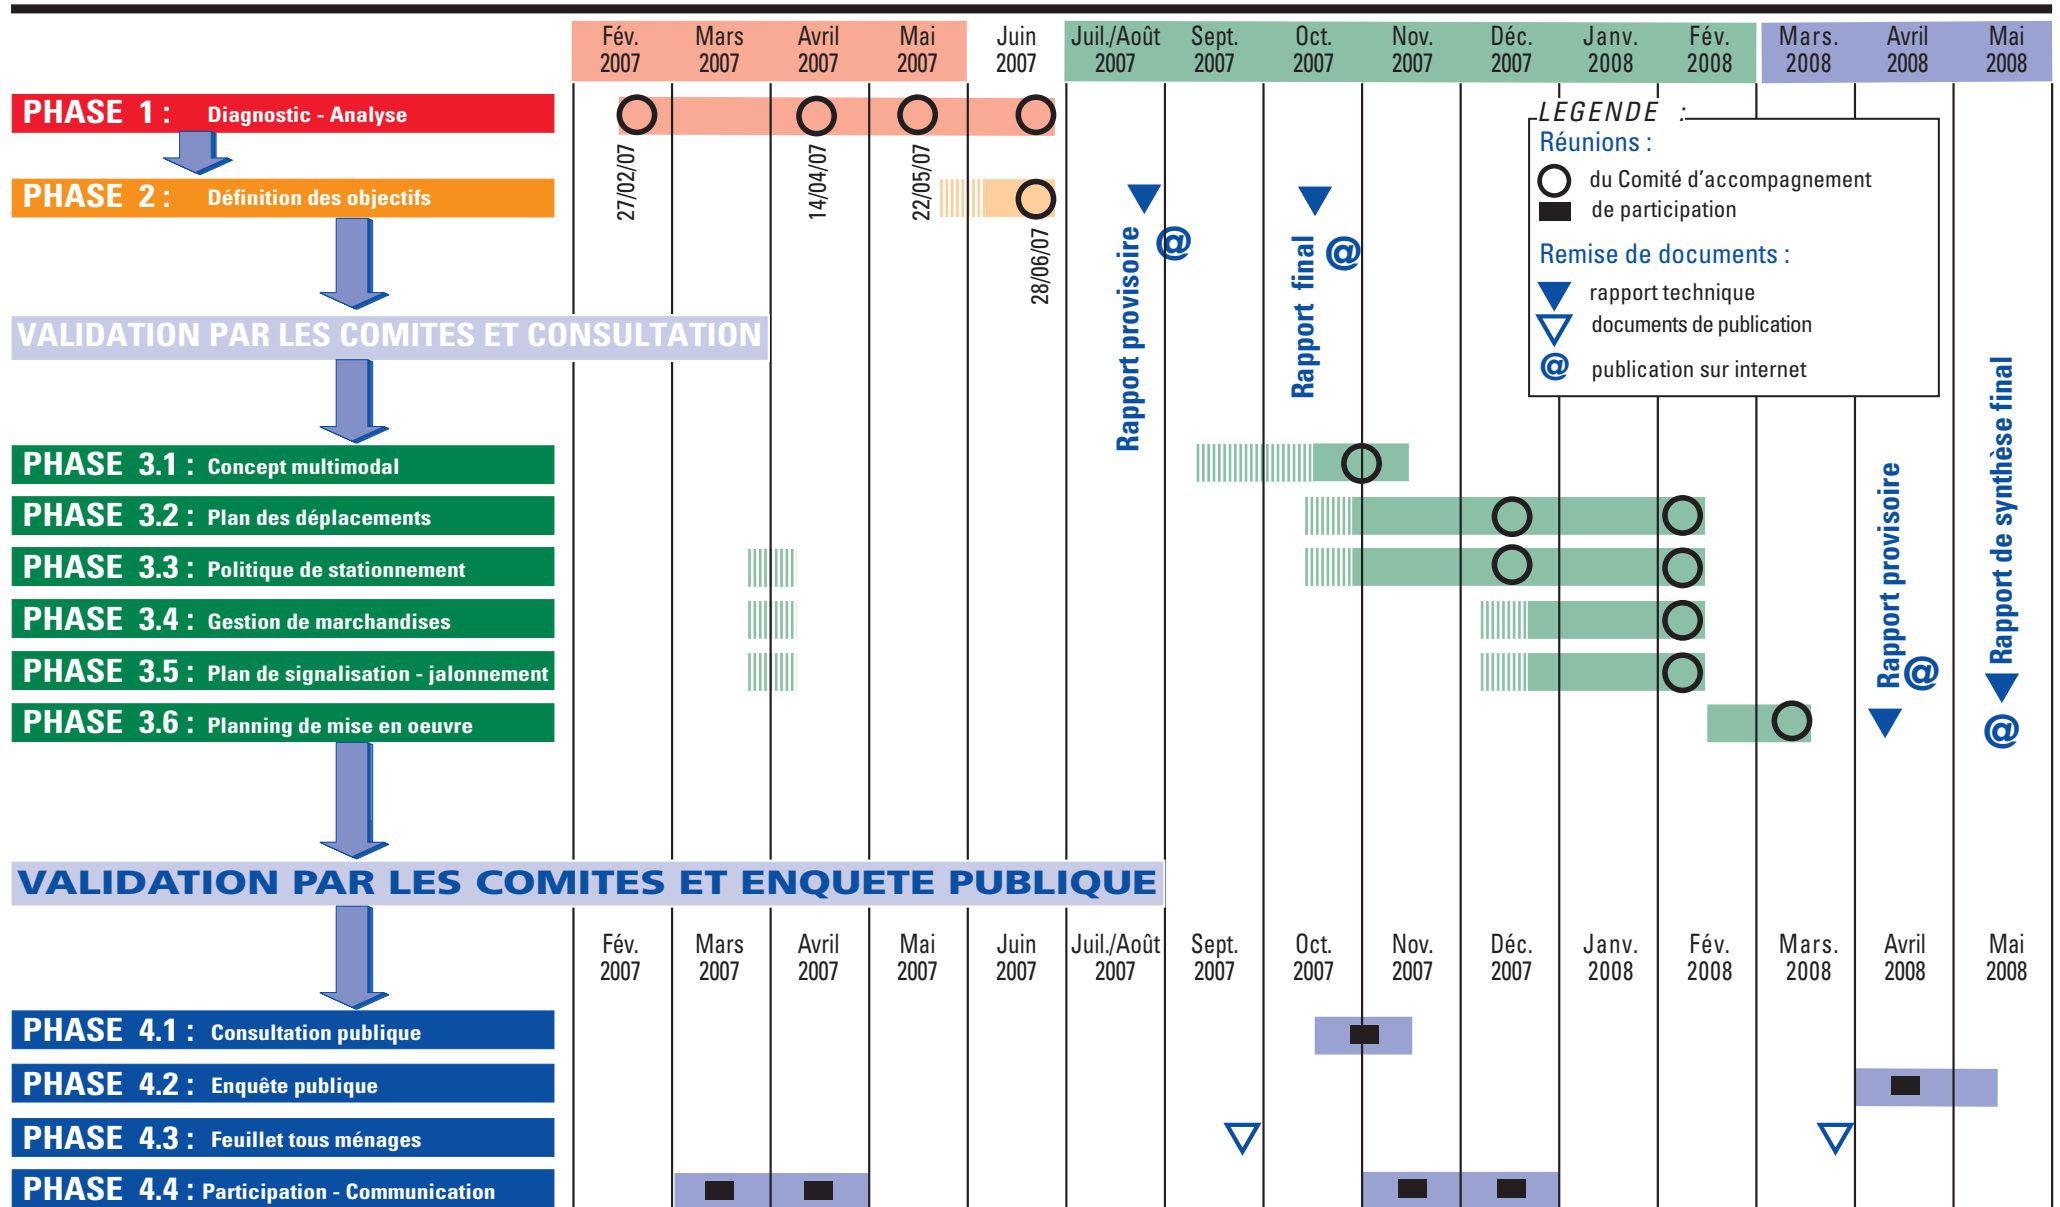 Fév. Mars Avril Mai Juin Juil./Août Sept. Oct. Nov. Déc. Janv. Fév. Mars. Avril Mai
2007 2007 2007 2007 2007 2007 2007 2007 2007 2007 2008 2008 2008 2008 2008
PHASE 1 : Diagnostic - Analyse
27/02/07
14/04/07
22/05/07
28/06/07
PHASE 2 : Définition des objectifs
Rapport provisoire
@
Rapport final
@
LEGENDE :
Réunions :
du Comité d'accompagnement
de participation
Remise de documents :
rapport technique
documents de publication
@ publication sur internet
VALIDATION PAR LES COMITES ET CONSULTATION
PHASE 3.1 : Concept multimodal
PHASE 3.2 : Plan des déplacements
PHASE 3.3 : Politique de stationnement
PHASE 3.4 : Gestion de marchandises
PHASE 3.5 : Plan de signalisation - jalonnement
PHASE 3.6 : Planning de mise en oeuvre
Rapport provisoire
@
Rapport de synthèse final
@
VALIDATION PAR LES COMITES ET ENQUETE PUBLIQUE
Fév. Mars Avril Mai Juin Juil./Août Sept. Oct. Nov. Déc. Janv. Fév. Mars. Avril Mai
2007 2007 2007 2007 2007 2007 2007 2007 2007 2007 2008 2008 2008 2008 2008
PHASE 4.1 : Consultation publique
PHASE 4.2 : Enquête publique
PHASE 4.3 : Feuillet tous ménages
PHASE 4.4 : Participation - Communication